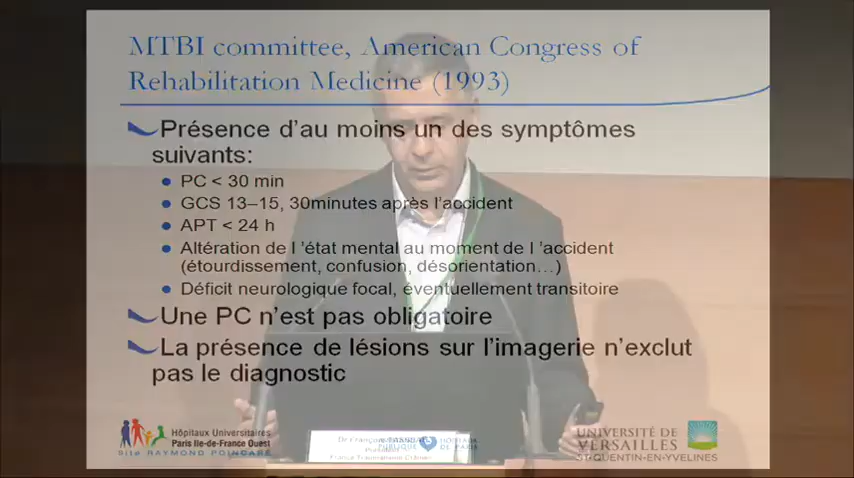 MTBI committee, American Congress of
Rehabilitation Medicine (1993)
Présence d'au moins un des symptômes
suivants:
PC < 30 min
GCS 13–15, 30minutes après l'accident
APT < 24 h
Altération de l 'état mental au moment de l 'accident
(étourdissement, confusion, désorientation…)
Déficit neurologique focal, éventuellement transitoire
Une PC n'est pas obligatoire
La présence de lésions sur l'imagerie n'exclut
pas le diagnostic
Hôpitaux Universitaires
Paris Ile-de-France Ouest
Site RAYMOND POINCARE
Dr François
UNIVERSITÉ DE
VERSAILLES
ST-QUENTIN-EN-YVELINES